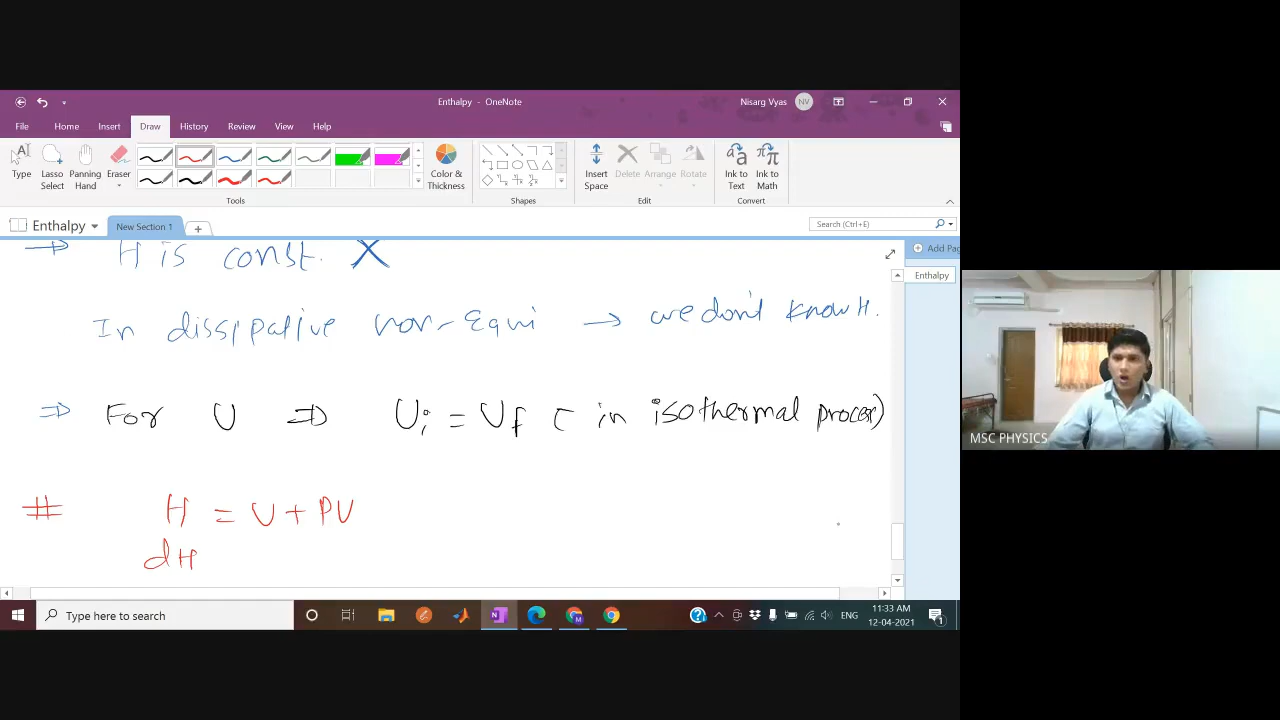 Enthalpy - OneNote
Nisarg Vyas NV
File Home Insert Draw History Review View Help
Type Lasso Select Panning Hand Eraser Color & Thickness Insert Space Delete Arrange Rotate Ink to Text Ink to Math
Tools Shapes Edit Convert
Enthalpy New Section 1 + Search (Ctrl+E)
Add Pag
Enthalpy
⇒ H is const. X
In disspative non-Equi → we don't know H.
⇒ For U ⇒ Ui = Uf ( in isothermal process)
# H = U + PV
dH
MSC PHYSICS
Type here to search
ENG 11:33 AM
12-04-2021